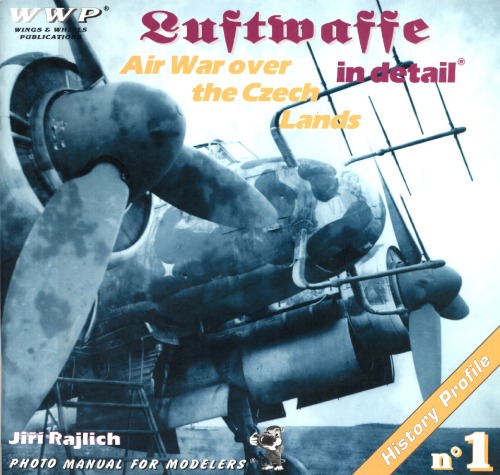 WWP®
WINGS & WHEELS
PUBLICATIONS
Luftwaffe
in detail®
Air War over
the Czech
Lands
History Profile
n°1
Jiří Rajlich
PHOTO MANUAL FOR MODELERS